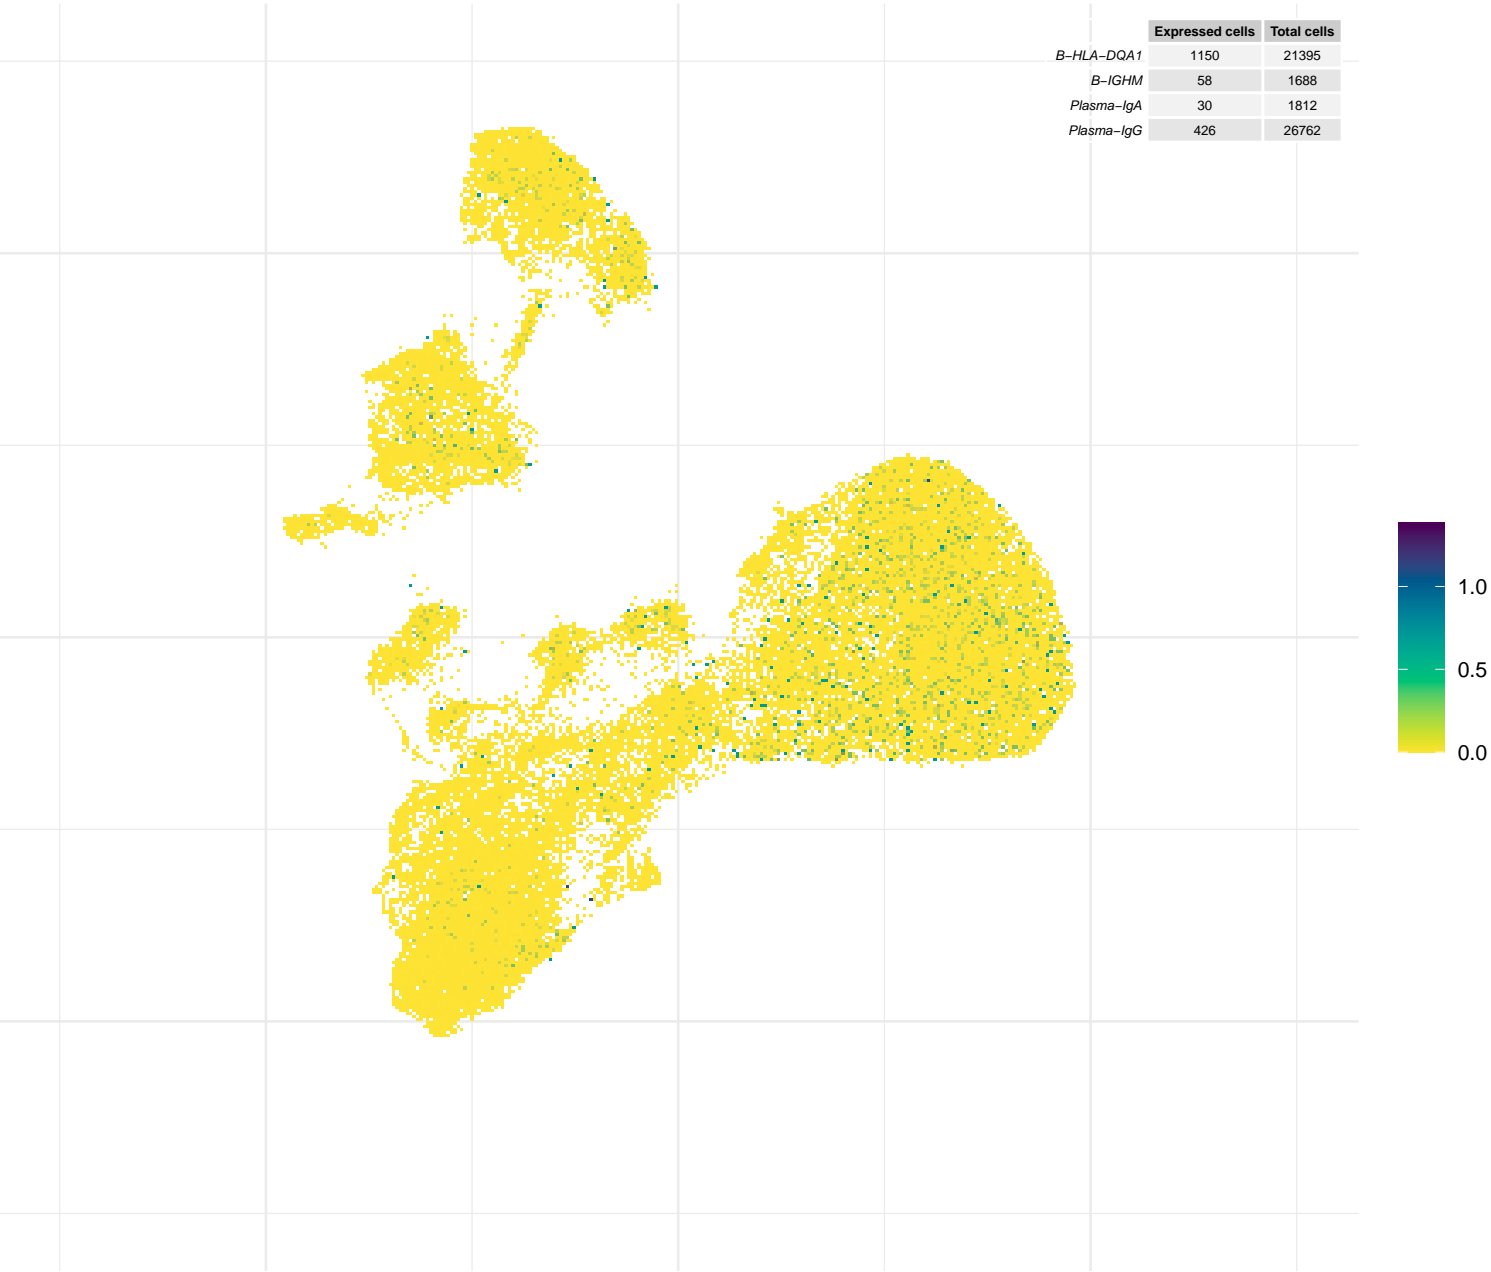 Expressed cells Total cells
B−HLA−DQA1 1150 21395
B−IGHM 58 1688
Plasma−IgA 30 1812
Plasma−IgG 426 26762
1.0
0.5
0.0